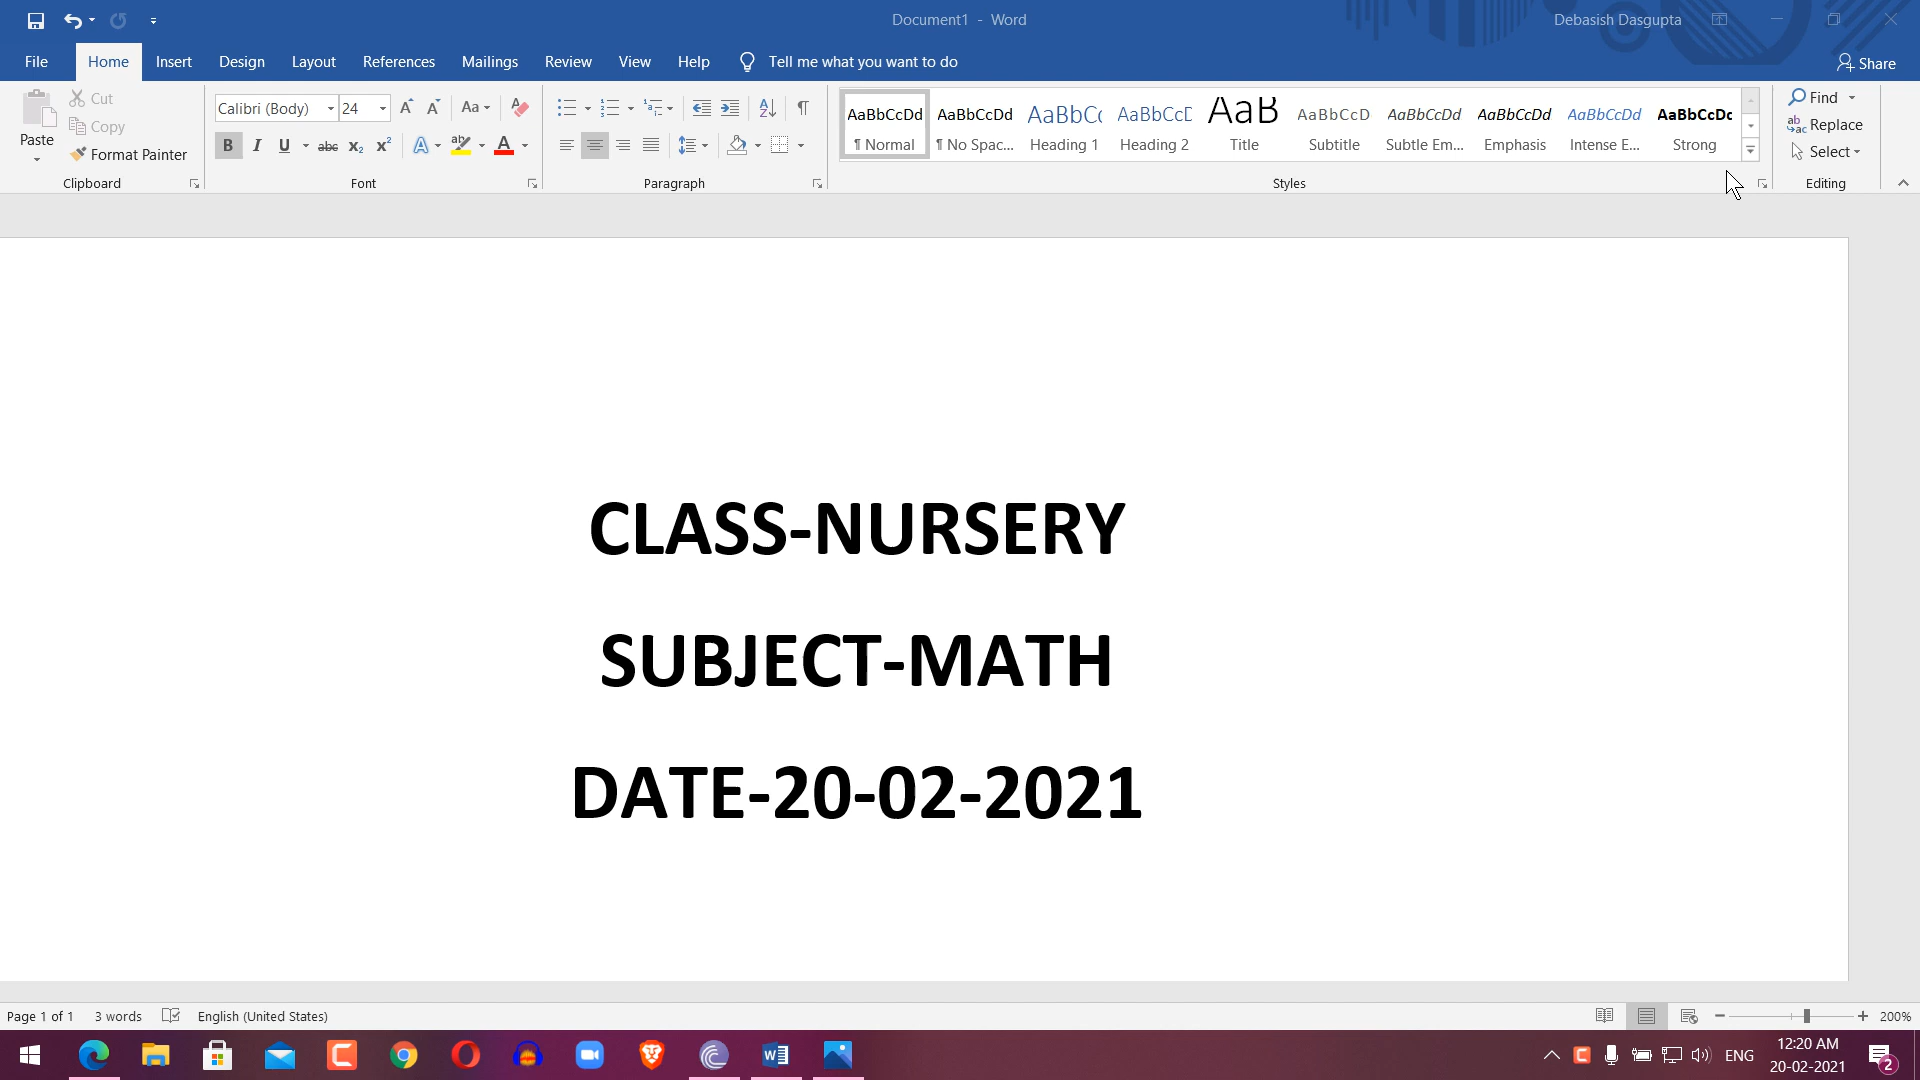 Document1 - Word
Debasish Dasgupta
File Home Insert Design Layout References Mailings Review View Help Tell me what you want to do Share
Paste
Cut
Copy
Format Painter
Clipboard
Calibri (Body) 24
Font
Paragraph
AaBbCcDd AaBbCcDd AaBbC AaBbCcD AaB AaBbCcD AaBbCcDd AaBbCcDd AaBbCcDd AaBbCcDc
¶ Normal ¶ No Spac... Heading 1 Heading 2 Title Subtitle Subtle Em... Emphasis Intense E... Strong
Styles
Find
Replace
Select
Editing
CLASS-NURSERY
SUBJECT-MATH
DATE-20-02-2021
Page 1 of 1 3 words English (United States) 200%
ENG
12:20 AM
20-02-2021
2